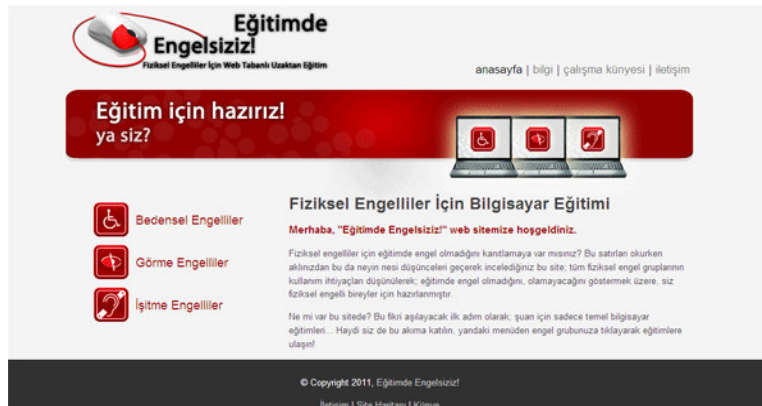 Eğitimde
Engelsiziz!
Fiziksel Engelliler İçin Web Tabanlı Uzaktan Eğitim
anasayfa | bilgi | çalışma künyesi | iletişim
Eğitim için hazırız!
ya siz?
Bedensel Engelliler
Görme Engelliler
İşitme Engelliler
Fiziksel Engelliler İçin Bilgisayar Eğitimi
Merhaba, "Eğitimde Engelsiziz!" web sitemize hoşgeldiniz.
Fiziksel engelliler için eğitimde engel olmadığını kanıtlamaya var mısınız? Bu satırları okurken
aklınızdan bu da neyin nesi düşünceleri geçerek incelediğiniz bu site; tüm fiziksel engel gruplarının
kullanım ihtiyaçları düşünülerek; eğitimde engel olmadığını, olamayacağını göstermek üzere, siz
fiziksel engelli bireyler için hazırlanmıştır.
Ne mi var bu sitede? Bu fikri aşılayacak ilk adım olarak; şuan için sadece temel bilgisayar
eğitimleri... Haydi siz de bu akıma katılın, yandaki menüden engel grubunuza tıklayarak eğitimlere
ulaşın!
© Copyright 2011, Eğitimde Engelsiziz!
İletişim | Site Haritası | Künye